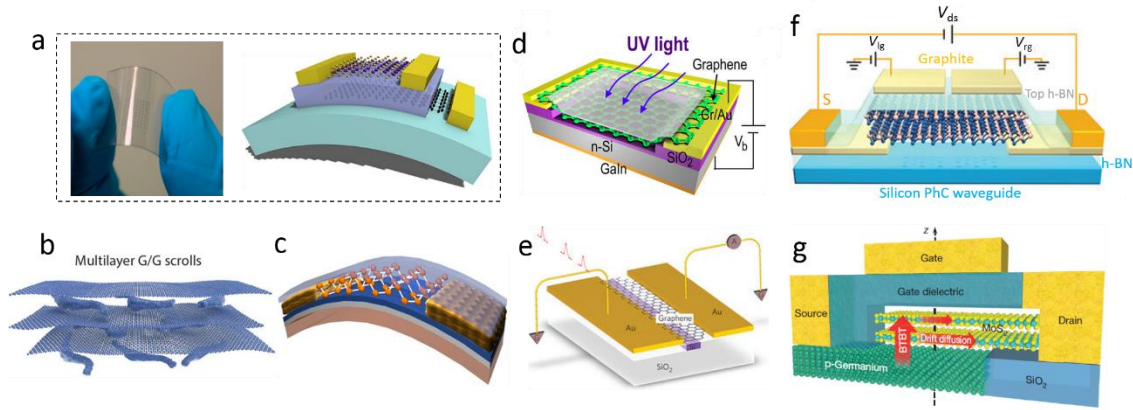 a
b
Multilayer G/G scrolls
c
d
UV light
Graphene
Gr/Au
n-Si
SiO₂
GaIn
V_b
e
A
Au
Graphene
Au
SiO₂
f
V_ds
V_lg
V_rg
Graphite
Top h-BN
S
D
h-BN
Silicon PhC waveguide
g
z
Gate
Gate dielectric
Source
Drain
MoS₂
BTBT
Drift diffusion
p-Germanium
SiO₂